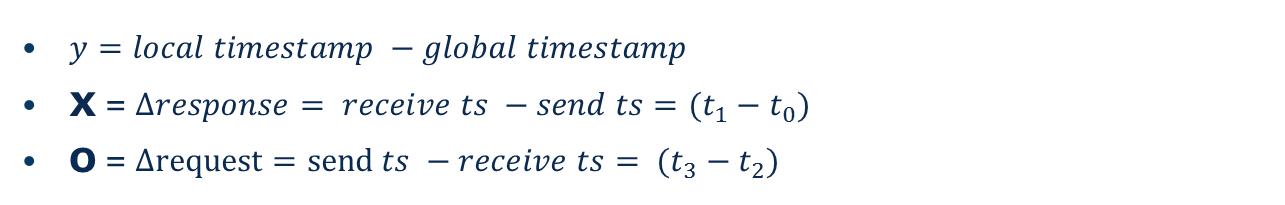 • y = local timestamp − global timestamp
• X = Δresponse = receive ts − send ts = (t₁ − t₀)
• O = Δrequest = send ts − receive ts = (t₃ − t₂)